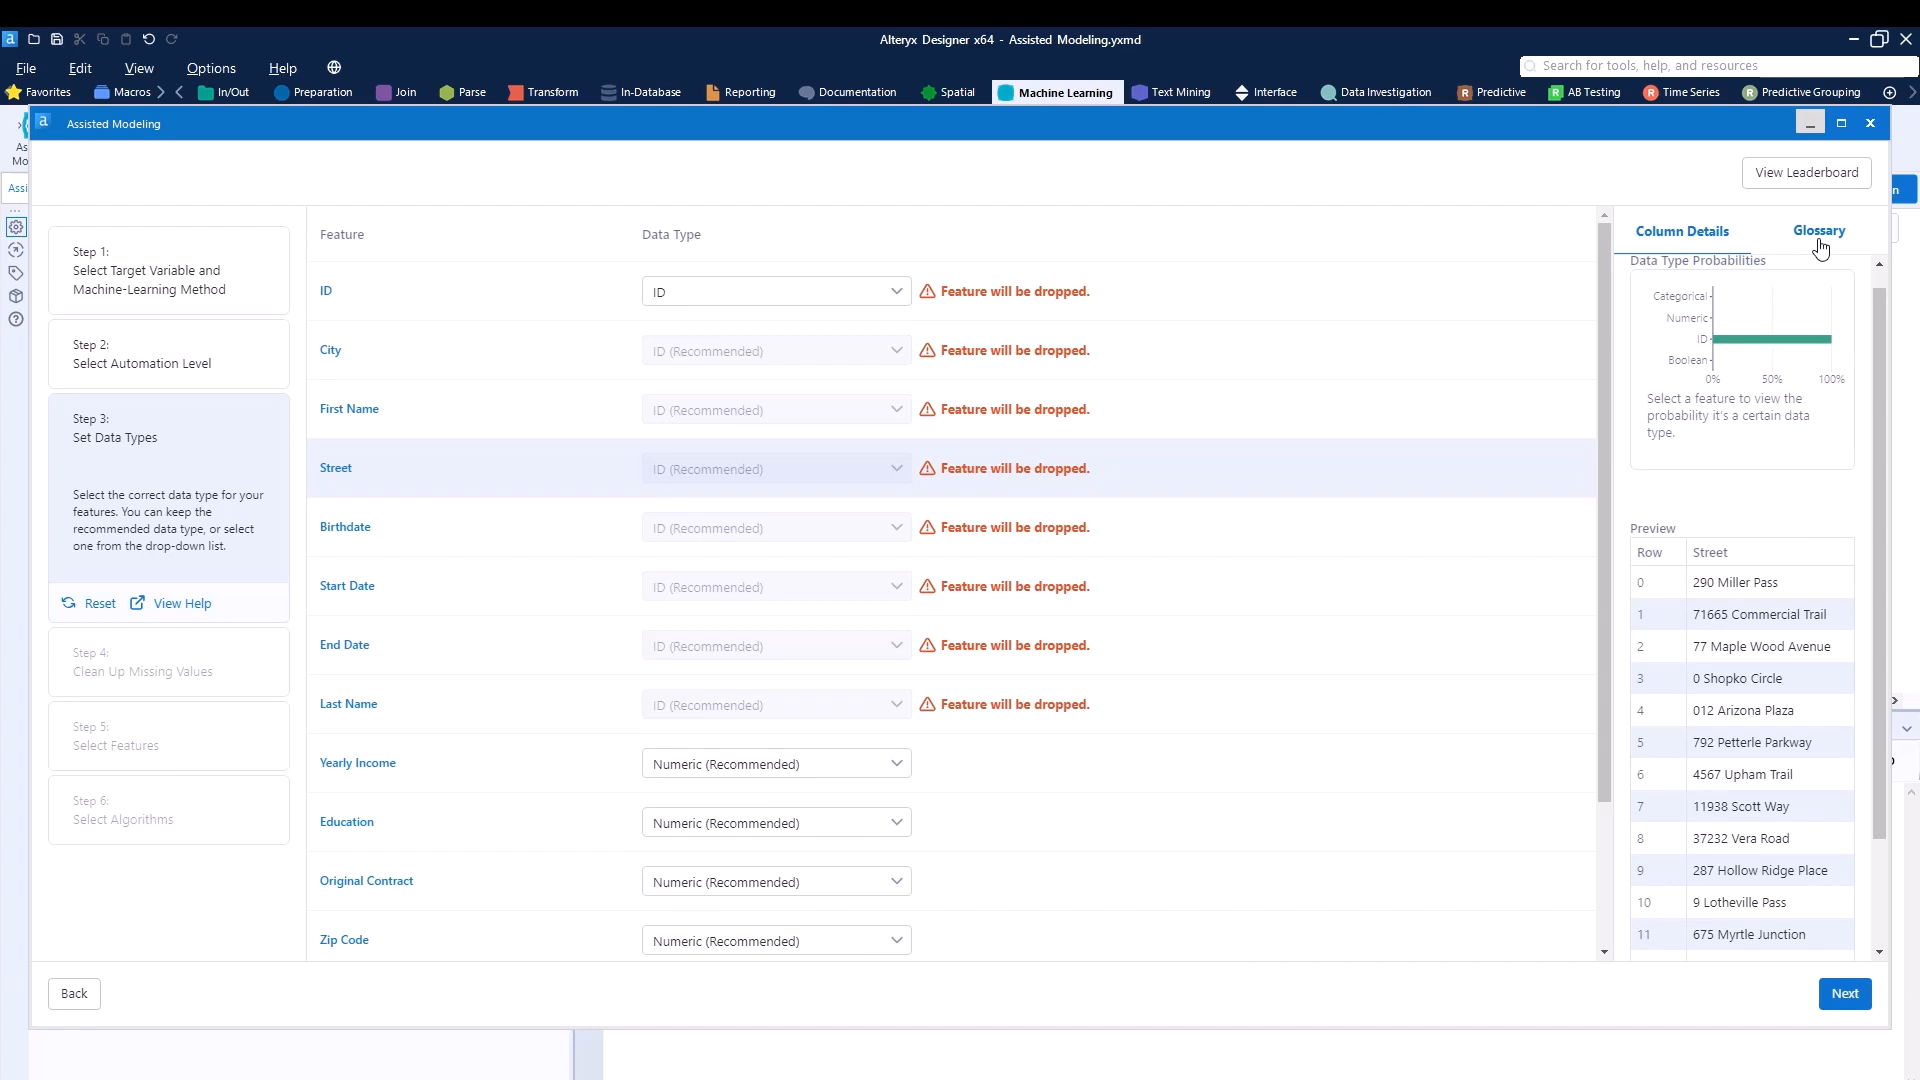 Alteryx Designer x64 - Assisted Modeling.yxmd
File Edit View Options Help
Search for tools, help, and resources
Favorites Macros In/Out Preparation Join Parse Transform In-Database Reporting Documentation Spatial Machine Learning Text Mining Interface Data Investigation Predictive AB Testing Time Series Predictive Grouping
Assisted Modeling
As
Mo
Assi
View Leaderboard
n
Step 1:
Select Target Variable and
Machine-Learning Method
Step 2:
Select Automation Level
Step 3:
Set Data Types
Select the correct data type for your
features. You can keep the
recommended data type, or select
one from the drop-down list.
Reset View Help
Step 4:
Clean Up Missing Values
Step 5:
Select Features
Step 6:
Select Algorithms
Feature Data Type
ID ID Feature will be dropped.
City ID (Recommended) Feature will be dropped.
First Name ID (Recommended) Feature will be dropped.
Street ID (Recommended) Feature will be dropped.
Birthdate ID (Recommended) Feature will be dropped.
Start Date ID (Recommended) Feature will be dropped.
End Date ID (Recommended) Feature will be dropped.
Last Name ID (Recommended) Feature will be dropped.
Yearly Income Numeric (Recommended)
Education Numeric (Recommended)
Original Contract Numeric (Recommended)
Zip Code Numeric (Recommended)
Column Details Glossary
Data Type Probabilities
Categorical
Numeric
ID
Boolean
0% 50% 100%
Select a feature to view the
probability it's a certain data
type.
Preview
Row Street
0 290 Miller Pass
1 71665 Commercial Trail
2 77 Maple Wood Avenue
3 0 Shopko Circle
4 012 Arizona Plaza
5 792 Petterle Parkway
6 4567 Upham Trail
7 11938 Scott Way
8 37232 Vera Road
9 287 Hollow Ridge Place
10 9 Lotheville Pass
11 675 Myrtle Junction
Back Next